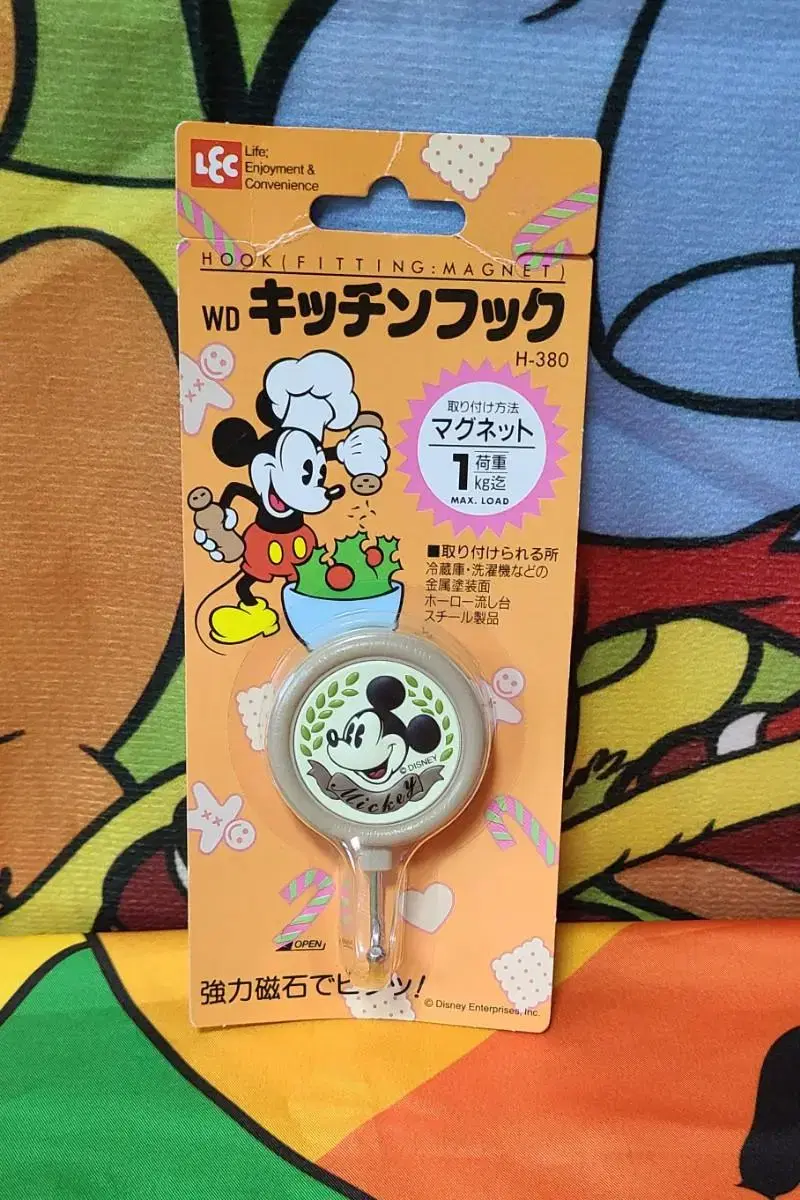 LEC
Life;
Enjoyment &
Convenience
HOOK(FITTING:MAGNET)
WD キッチンフック
H-380
取り付け方法
マグネット
1 荷重
kg迄
MAX. LOAD
■取り付けられる所
冷蔵庫・洗濯機などの
金属塗装面
ホーロー流し台
スチール製品
© DISNEY
Mickey
OPEN
強力磁石でピタッ!
© Disney Enterprises, Inc.